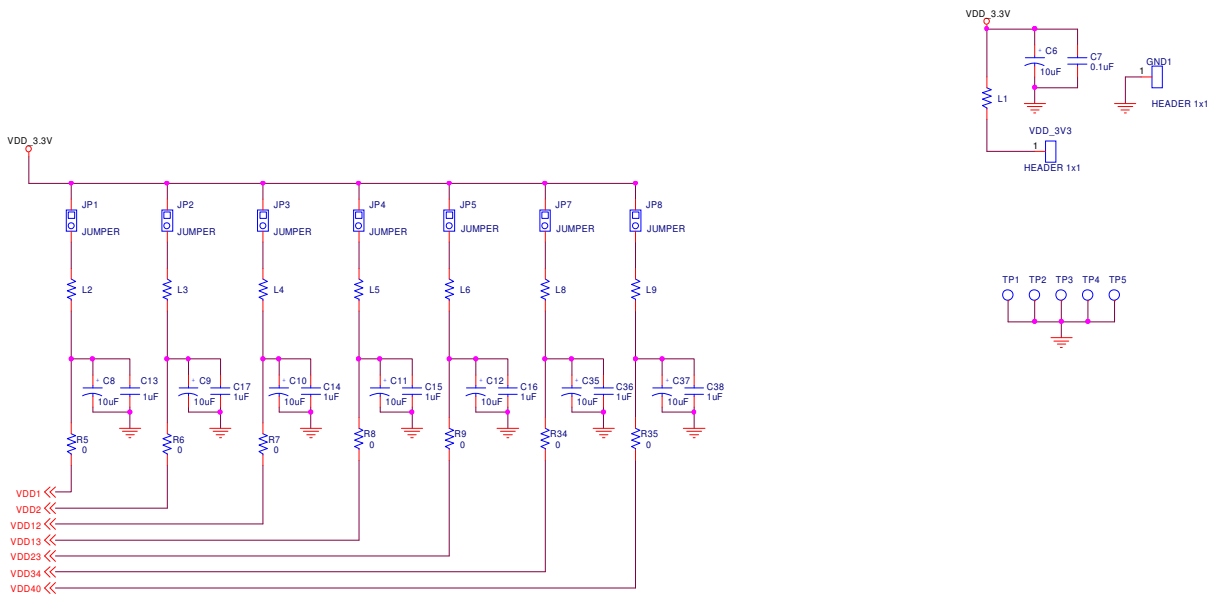 VDD_3.3V
C6
10uF
C7
0.1uF
GND1
1
HEADER 1x1
L1
VDD_3V3
1
HEADER 1x1
VDD_3.3V
JP1 JP2 JP3 JP4 JP5 JP7 JP8
JUMPER JUMPER JUMPER JUMPER JUMPER JUMPER JUMPER
L2 L3 L4 L5 L6 L8 L9
TP1 TP2 TP3 TP4 TP5
C8 C13 C9 C17 C10 C14 C11 C15 C12 C16 C35 C36 C37 C38
10uF 1uF 10uF 1uF 10uF 1uF 10uF 1uF 10uF 1uF 10uF 1uF 10uF 1uF
R5 R6 R7 R8 R9 R34 R35
0 0 0 0 0 0 0
VDD1
VDD2
VDD12
VDD13
VDD23
VDD34
VDD40